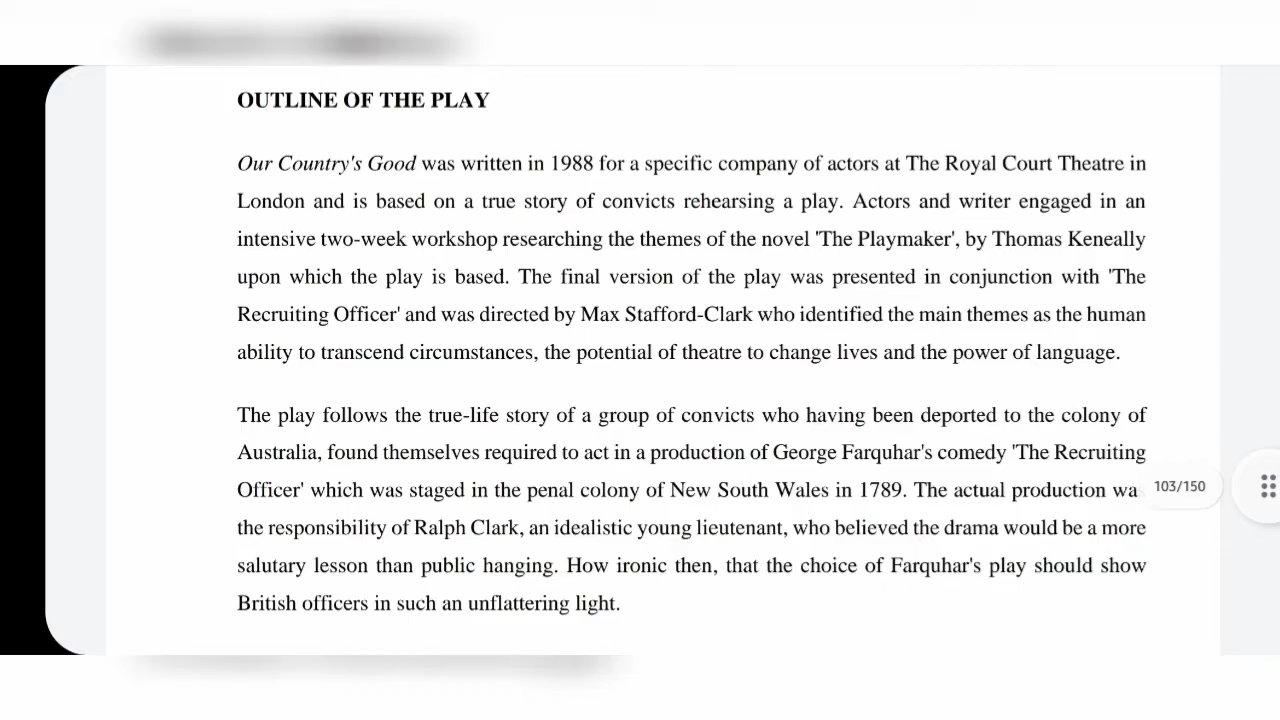 OUTLINE OF THE PLAY
Our Country's Good was written in 1988 for a specific company of actors at The Royal Court Theatre in
London and is based on a true story of convicts rehearsing a play. Actors and writer engaged in an
intensive two-week workshop researching the themes of the novel 'The Playmaker', by Thomas Keneally
upon which the play is based. The final version of the play was presented in conjunction with 'The
Recruiting Officer' and was directed by Max Stafford-Clark who identified the main themes as the human
ability to transcend circumstances, the potential of theatre to change lives and the power of language.
The play follows the true-life story of a group of convicts who having been deported to the colony of
Australia, found themselves required to act in a production of George Farquhar's comedy 'The Recruiting
Officer' which was staged in the penal colony of New South Wales in 1789. The actual production wa
103/150
the responsibility of Ralph Clark, an idealistic young lieutenant, who believed the drama would be a more
salutary lesson than public hanging. How ironic then, that the choice of Farquhar's play should show
British officers in such an unflattering light.